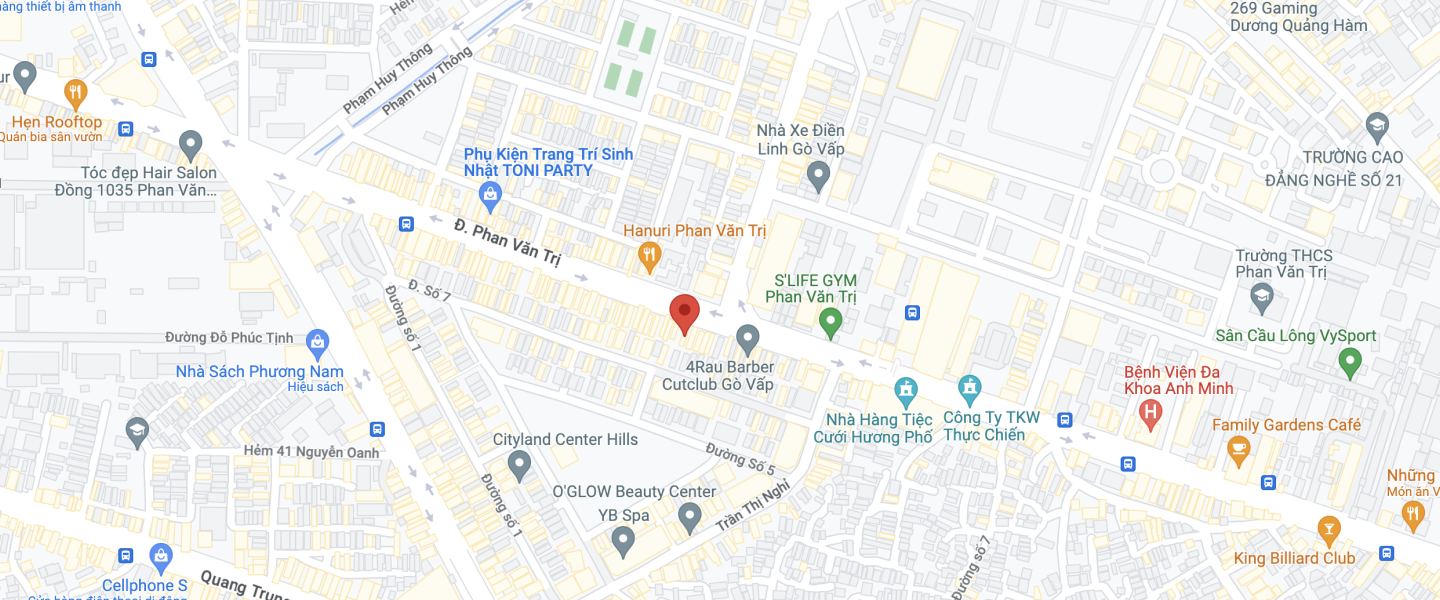 hàng thiết bị âm thanh
269 Gaming
Dương Quảng Hàm
Phạm Huy Thông
Phạm Huy Thông
Hẹn Rooftop
Quán bia sân vườn
Tóc đẹp Hair Salon
Đồng 1035 Phan Văn...
Phụ Kiện Trang Trí Sinh
Nhật TONI PARTY
Nhà Xe Điền
Linh Gò Vấp
TRƯỜNG CAO
ĐẲNG NGHỀ SỐ 21
Đ. Phan Văn Trị
Hanuri Phan Văn Trị
Trường THCS
Phan Văn Trị
S'LIFE GYM
Phan Văn Trị
Đ. Số 7
Đường số 1
Đường Đỗ Phúc Tịnh
Sân Cầu Lông VySport
Nhà Sách Phương Nam
Hiệu sách
4Rau Barber
Cutclub Gò Vấp
Bệnh Viện Đa
Khoa Anh Minh
Nhà Hàng Tiệc
Cưới Hương Phố
Công Ty TKW
Thực Chiến
Family Gardens Café
Cityland Center Hills
Hẻm 41 Nguyễn Oanh
Đường Số 5
Những
Món ăn V
O'GLOW Beauty Center
YB Spa
Trần Thị Nghỉ
Đường số 1
Đường số 7
King Billiard Club
Cellphone S
Cửa hàng điện thoại di động
Quang Trung